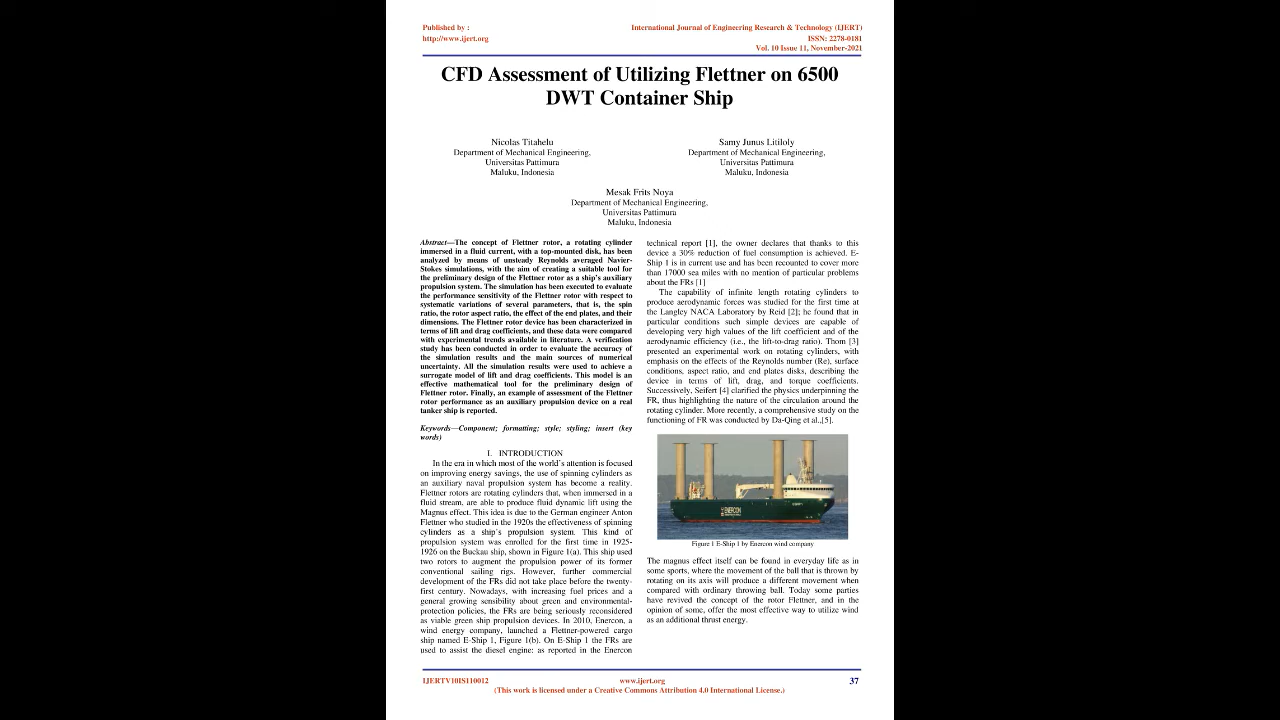 Published by :
http://www.ijert.org
International Journal of Engineering Research & Technology (IJERT)
ISSN: 2278-0181
Vol. 10 Issue 11, November-2021
CFD Assessment of Utilizing Flettner on 6500
DWT Container Ship
Nicolas Titahelu
Department of Mechanical Engineering,
Universitas Pattimura
Maluku, Indonesia
Samy Junus Litiloly
Department of Mechanical Engineering,
Universitas Pattimura
Maluku, Indonesia
Mesak Frits Noya
Department of Mechanical Engineering,
Universitas Pattimura
Maluku, Indonesia
Abstract—The concept of Flettner rotor, a rotating cylinder
immersed in a fluid current, with a top-mounted disk, has been
analyzed by means of unsteady Reynolds averaged Navier-
Stokes simulations, with the aim of creating a suitable tool for
the preliminary design of the Flettner rotor as a ship's auxiliary
propulsion system. The simulation has been executed to evaluate
the performance sensitivity of the Flettner rotor with respect to
systematic variations of several parameters, that is, the spin
ratio, the rotor aspect ratio, the effect of the end plates, and their
dimensions. The Flettner rotor device has been characterized in
terms of lift and drag coefficients, and these data were compared
with experimental trends available in literature. A verification
study has been conducted in order to evaluate the accuracy of
the simulation results and the main sources of numerical
uncertainty. All the simulation results were used to achieve a
surrogate model of lift and drag coefficients. This model is an
effective mathematical tool for the preliminary design of
Flettner rotor. Finally, an example of assessment of the Flettner
rotor performance as an auxiliary propulsion device on a real
tanker ship is reported.
Keywords—Component; formatting; style; styling; insert (key
words)
I. INTRODUCTION
In the era in which most of the world's attention is focused
on improving energy savings, the use of spinning cylinders as
an auxiliary naval propulsion system has become a reality.
Flettner rotors are rotating cylinders that, when immersed in a
fluid stream, are able to produce fluid dynamic lift using the
Magnus effect. This idea is due to the German engineer Anton
Flettner who studied in the 1920s the effectiveness of spinning
cylinders as a ship's propulsion system. This kind of
propulsion system was enrolled for the first time in 1925-
1926 on the Buckau ship, shown in Figure 1(a). This ship used
two rotors to augment the propulsion power of its former
conventional sailing rigs. However, further commercial
development of the FRs did not take place before the twenty-
first century. Nowadays, with increasing fuel prices and a
general growing sensibility about green and environmental-
protection policies, the FRs are being seriously reconsidered
as viable green ship propulsion devices. In 2010, Enercon, a
wind energy company, launched a Flettner-powered cargo
ship named E-Ship 1, Figure 1(b). On E-Ship 1 the FRs are
used to assist the diesel engine: as reported in the Enercon
technical report [1], the owner declares that thanks to this
device a 30% reduction of fuel consumption is achieved. E-
Ship 1 is in current use and has been recounted to cover more
than 17000 sea miles with no mention of particular problems
about the FRs [1]
The capability of infinite length rotating cylinders to
produce aerodynamic forces was studied for the first time at
the Langley NACA Laboratory by Reid [2]; he found that in
particular conditions such simple devices are capable of
developing very high values of the lift coefficient and of the
aerodynamic efficiency (i.e., the lift-to-drag ratio). Thom [3]
presented an experimental work on rotating cylinders, with
emphasis on the effects of the Reynolds number (Re), surface
conditions, aspect ratio, and end plates disks, describing the
device in terms of lift, drag, and torque coefficients.
Successively, Seifert [4] clarified the physics underpinning the
FR, thus highlighting the nature of the circulation around the
rotating cylinder. More recently, a comprehensive study on the
functioning of FR was conducted by Da-Qing et al.,[5].
ENERCON
Figure 1 E-Ship 1 by Enercon wind company
The magnus effect itself can be found in everyday life as in
some sports, where the movement of the ball that is thrown by
rotating on its axis will produce a different movement when
compared with ordinary throwing ball. Today some parties
have revived the concept of the rotor Flettner, and in the
opinion of some, offer the most effective way to utilize wind
as an additional thrust energy.
IJERTV10IS110012
www.ijert.org
37
(This work is licensed under a Creative Commons Attribution 4.0 International License.)